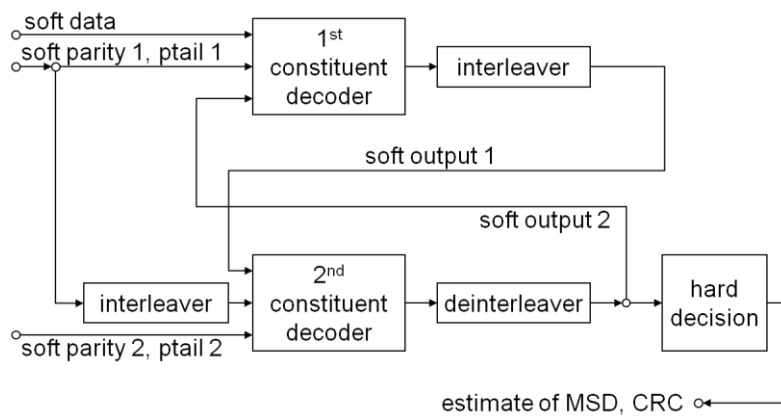 soft data
soft parity 1, ptail 1
1st
constituent
decoder
interleaver
soft output 1
soft output 2
interleaver
2nd
constituent
decoder
deinterleaver
hard
decision
soft parity 2, ptail 2
estimate of MSD, CRC